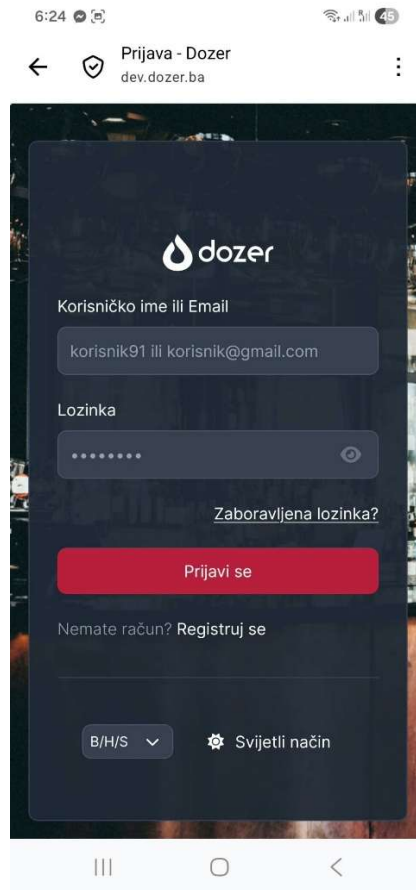 6:24
45
Prijava - Dozer
dev.dozer.ba
dozer
Korisničko ime ili Email
korisnik91 ili korisnik@gmail.com
Lozinka
Zaboravljena lozinka?
Prijavi se
Nemate račun? Registruj se
B/H/S
Svijetli način